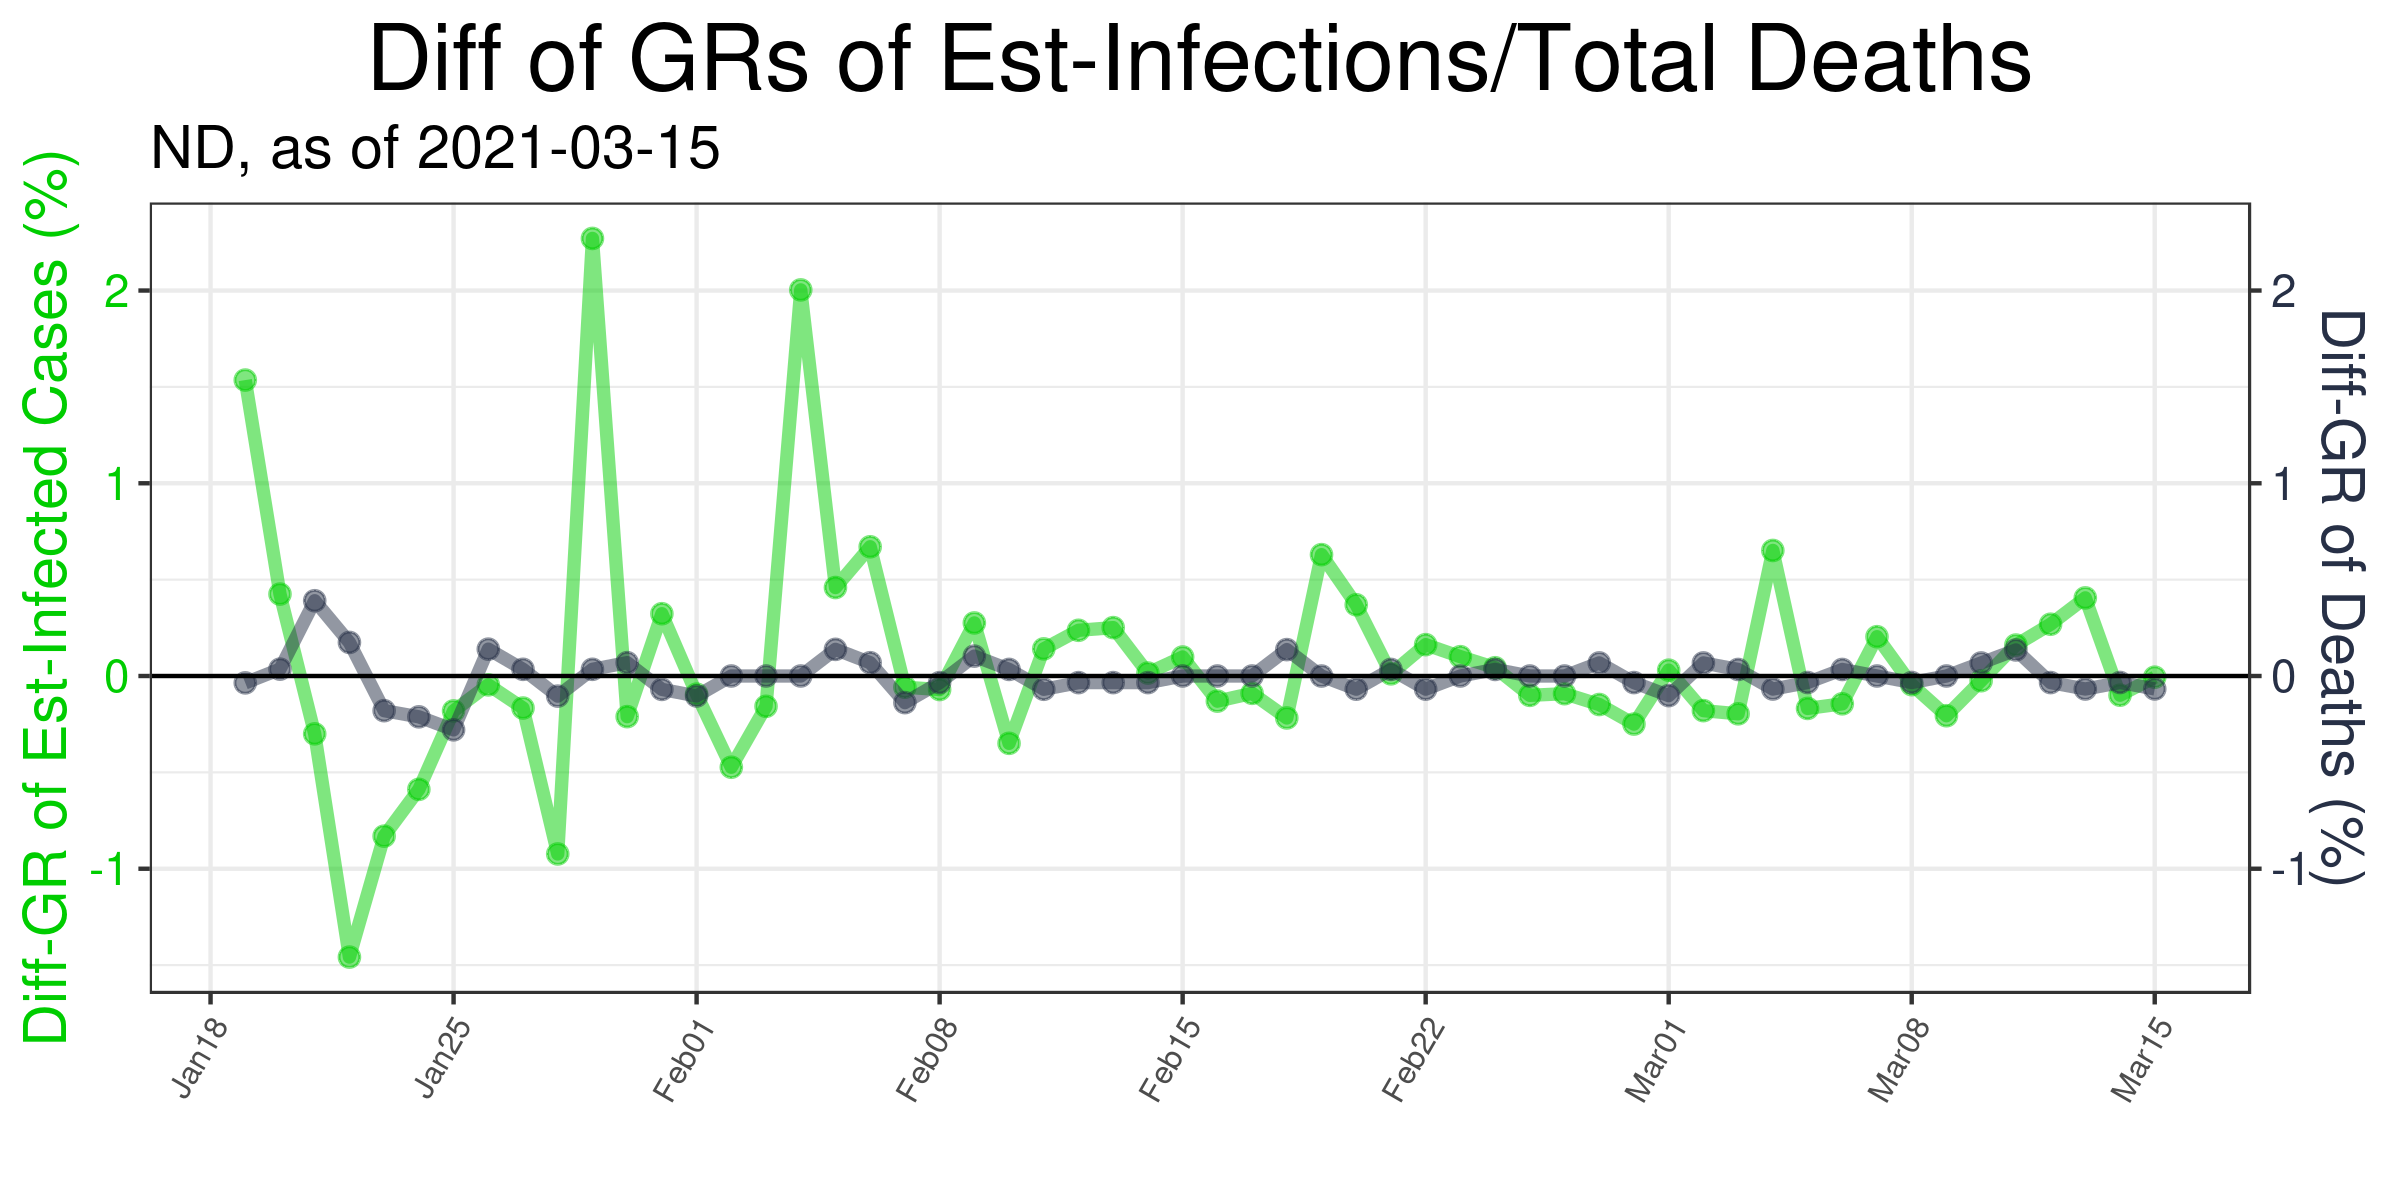 Diff of GRs of Est-Infections/Total Deaths
ND, as of 2021-03-15
Diff-GR of Est-Infected Cases (%)
2
1
0
-1
2
1
0
-1
Diff-GR of Deaths (%)
Jan18
Jan25
Feb01
Feb08
Feb15
Feb22
Mar01
Mar08
Mar15